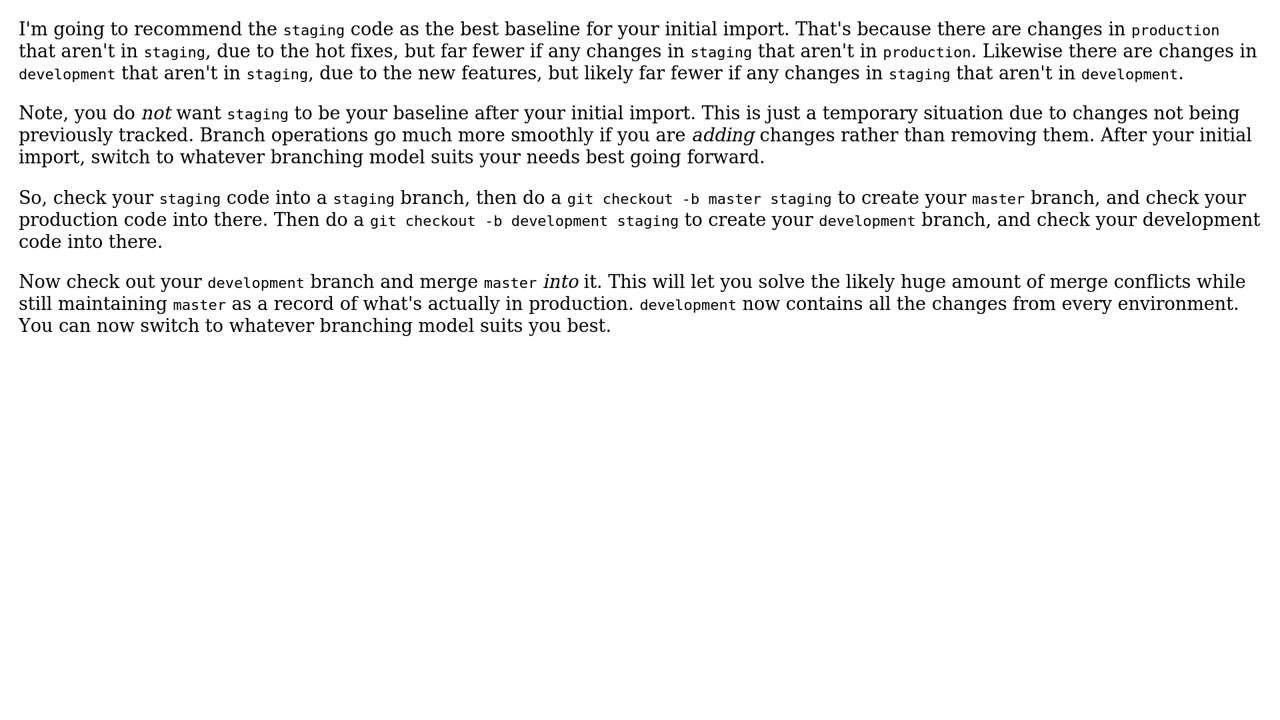 I'm going to recommend the staging code as the best baseline for your initial import. That's because there are changes in production
that aren't in staging, due to the hot fixes, but far fewer if any changes in staging that aren't in production. Likewise there are changes in
development that aren't in staging, due to the new features, but likely far fewer if any changes in staging that aren't in development.
Note, you do not want staging to be your baseline after your initial import. This is just a temporary situation due to changes not being
previously tracked. Branch operations go much more smoothly if you are adding changes rather than removing them. After your initial
import, switch to whatever branching model suits your needs best going forward.
So, check your staging code into a staging branch, then do a git checkout -b master staging to create your master branch, and check your
production code into there. Then do a git checkout -b development staging to create your development branch, and check your development
code into there.
Now check out your development branch and merge master into it. This will let you solve the likely huge amount of merge conflicts while
still maintaining master as a record of what's actually in production. development now contains all the changes from every environment.
You can now switch to whatever branching model suits you best.